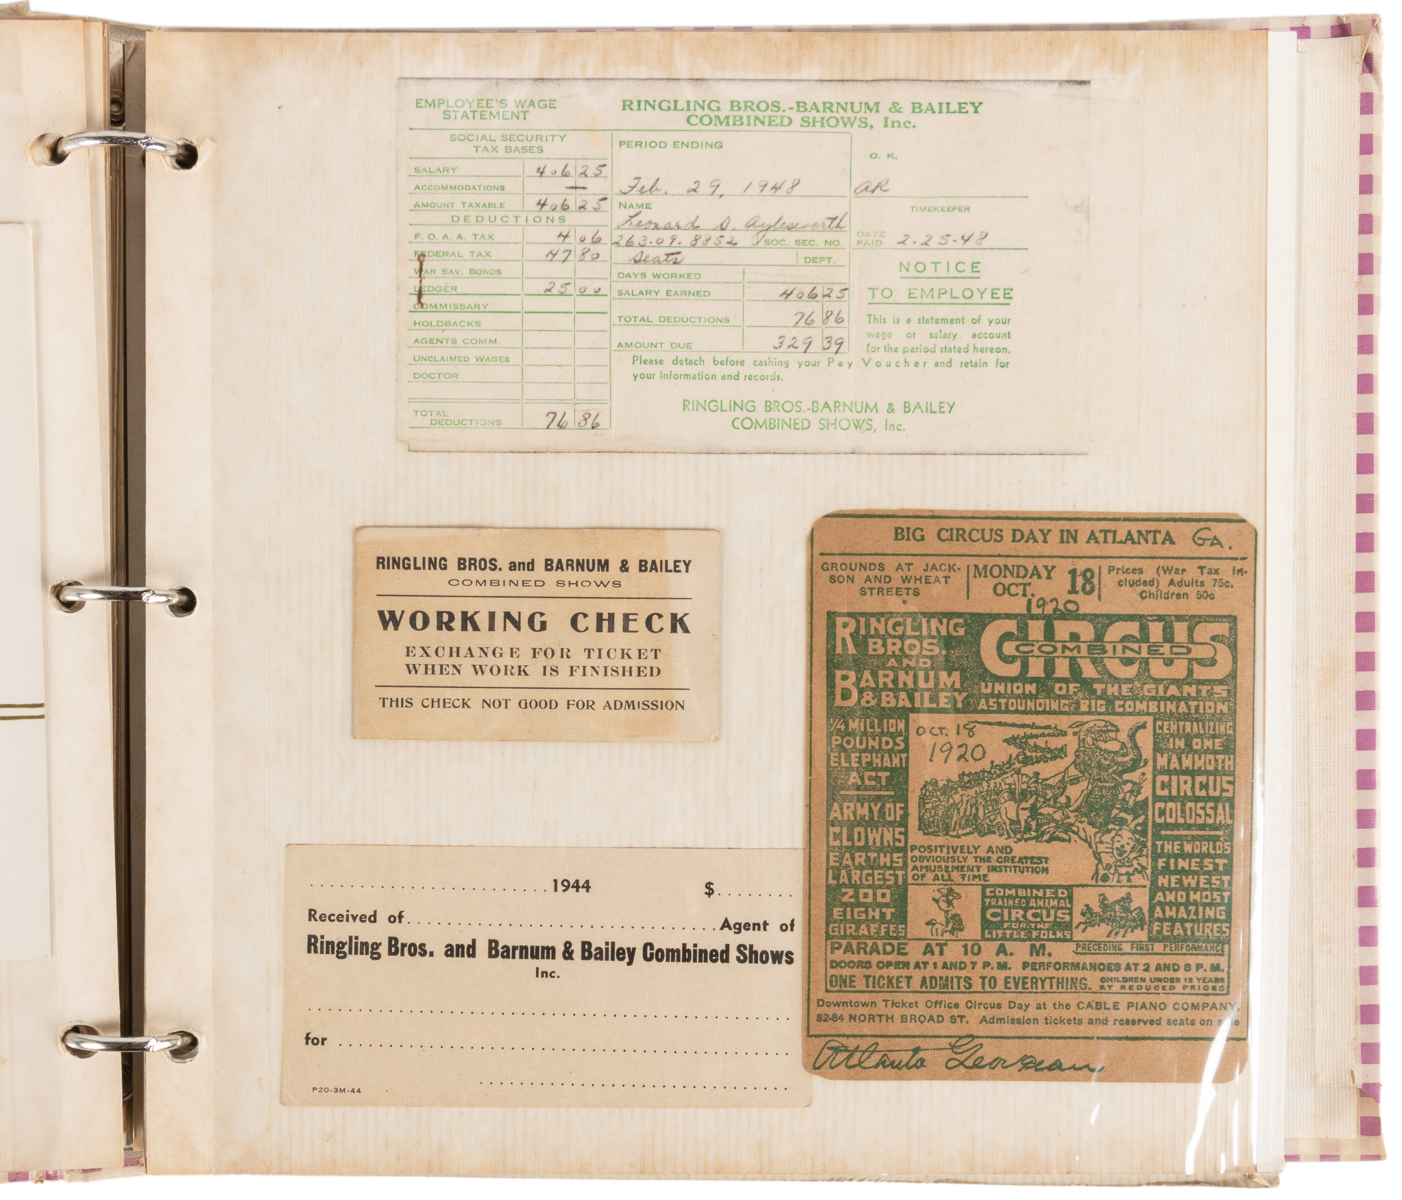 EMPLOYEE'S WAGE
STATEMENT
SOCIAL SECURITY
TAX BASES
SALARY 406 25
ACCOMMODATIONS —
AMOUNT TAXABLE 406 25
DEDUCTIONS
F. O. A. A. TAX 4 06
FEDERAL TAX 47 80
WAR SAV. BONDS
LEDGER 25 00
COMMISSARY
HOLDBACKS
AGENTS COMM.
UNCLAIMED WAGES
DOCTOR
TOTAL
DEDUCTIONS 76 86
RINGLING BROS.-BARNUM & BAILEY
COMBINED SHOWS, Inc.
PERIOD ENDING
Feb. 29, 1948
NAME
Leonard D. Aylesworth
263-09-8852 SOC. SEC. NO.
Seats DEPT.
DAYS WORKED
SALARY EARNED 406 25
TOTAL DEDUCTIONS 76 86
AMOUNT DUE 329 39
O. K.
AR
TIMEKEEPER
DATE
PAID 2-25-48
NOTICE
TO EMPLOYEE
This is a statement of your
wage or salary account
for the period stated hereon.
Please detach before cashing your Pay Voucher and retain for
your information and records.
RINGLING BROS.-BARNUM & BAILEY
COMBINED SHOWS, Inc.
RINGLING BROS. and BARNUM & BAILEY
COMBINED SHOWS
WORKING CHECK
EXCHANGE FOR TICKET
WHEN WORK IS FINISHED
THIS CHECK NOT GOOD FOR ADMISSION
1944 $
Received of Agent of
Ringling Bros. and Barnum & Bailey Combined Shows
Inc.
for
P20-3M-44
BIG CIRCUS DAY IN ATLANTA GA.
GROUNDS AT JACK-
SON AND WHEAT
STREETS
MONDAY
OCT. 18
1920
Prices (War Tax In-
cluded) Adults 75c,
Children 50c
RINGLING
BROS.
AND
BARNUM
& BAILEY
CIRCUS
COMBINED
UNION OF THE GIANTS
ASTOUNDING BIG COMBINATION
¼ MILLION
POUNDS
ELEPHANT
ACT
ARMY OF
CLOWNS
EARTHS
LARGEST
ZOO
EIGHT
GIRAFFES
OCT. 18
1920
POSITIVELY AND
OBVIOUSLY THE GREATEST
AMUSEMENT INSTITUTION
OF ALL TIME
COMBINED
TRAINED ANIMAL
CIRCUS
FOR THE
LITTLE FOLKS
CENTRALIZING
IN ONE
MAMMOTH
CIRCUS
COLOSSAL
THE WORLDS
FINEST
NEWEST
AND MOST
AMAZING
FEATURES
PARADE AT 10 A. M. PRECEDING FIRST PERFORMANCE
DOORS OPEN AT 1 AND 7 P.M. PERFORMANCES AT 2 AND 8 P.M.
ONE TICKET ADMITS TO EVERYTHING. CHILDREN UNDER 12 YEARS
AT REDUCED PRICES
Downtown Ticket Office Circus Day at the CABLE PIANO COMPANY,
82-84 NORTH BROAD ST. Admission tickets and reserved seats on sale
Atlanta Georgian